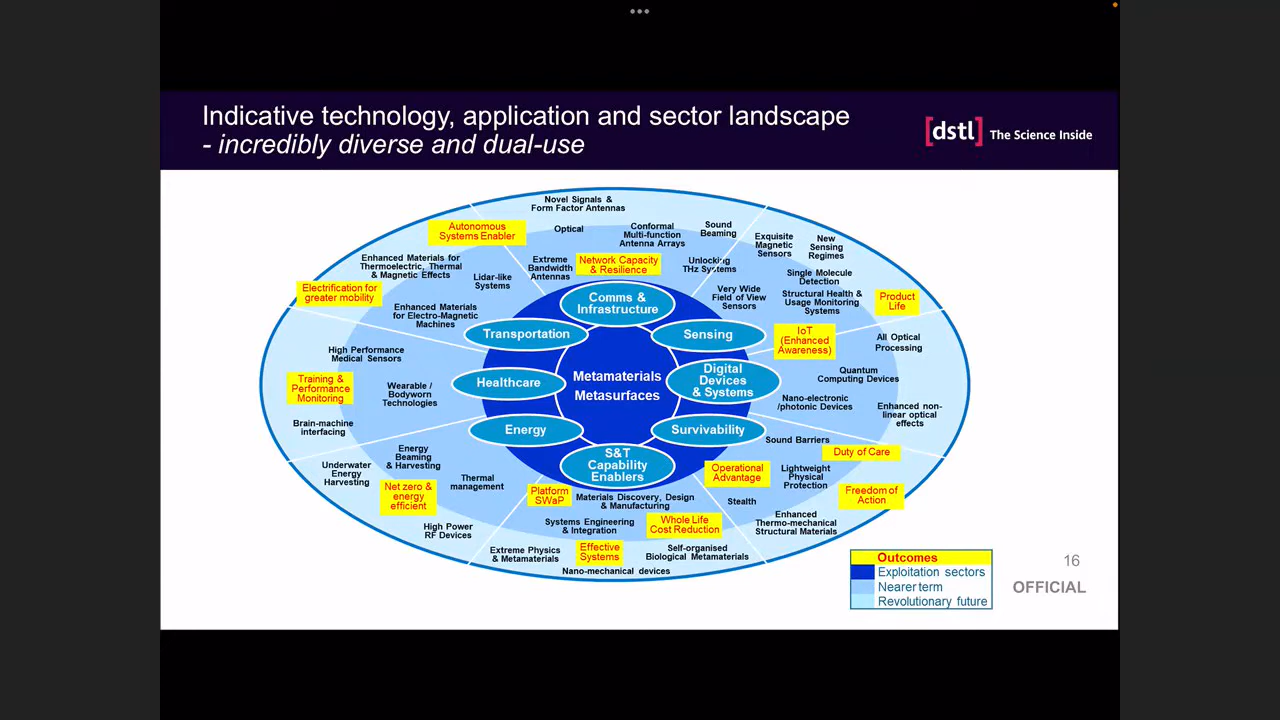 Indicative technology, application and sector landscape
- incredibly diverse and dual-use
[dstl] The Science Inside
Novel Signals &
Form Factor Antennas
Autonomous
Systems Enabler
Optical
Conformal
Multi-function
Antenna Arrays
Sound
Beaming
Exquisite
Magnetic
Sensors
New
Sensing
Regimes
Enhanced Materials for
Thermoelectric, Thermal
& Magnetic Effects
Lidar-like
Systems
Extreme
Bandwidth
Antennas
Network Capacity
& Resilience
Unlocking
THz Systems
Single Molecule
Detection
Electrification for
greater mobility
Enhanced Materials
for Electro-Magnetic
Machines
Very Wide
Field of View
Sensors
Structural Health &
Usage Monitoring
Systems
Product
Life
Comms &
Infrastructure
Transportation
Sensing
IoT
(Enhanced
Awareness)
All Optical
Processing
High Performance
Medical Sensors
Training &
Performance
Monitoring
Wearable /
Bodyworn
Technologies
Healthcare
Metamaterials
Metasurfaces
Digital
Devices
& Systems
Quantum
Computing Devices
Nano-electronic
/photonic Devices
Enhanced non-
linear optical
effects
Brain-machine
interfacing
Energy
Survivability
Sound Barriers
Duty of Care
Underwater
Energy
Harvesting
Energy
Beaming
& Harvesting
Thermal
management
S&T
Capability
Enablers
Operational
Advantage
Lightweight
Physical
Protection
Net zero &
energy
efficient
Platform
SWaP
Materials Discovery, Design
& Manufacturing
Stealth
Freedom of
Action
High Power
RF Devices
Systems Engineering
& Integration
Whole Life
Cost Reduction
Enhanced
Thermo-mechanical
Structural Materials
Extreme Physics
& Metamaterials
Effective
Systems
Self-organised
Biological Metamaterials
Nano-mechanical devices
Outcomes
Exploitation sectors
Nearer term
Revolutionary future
16
OFFICIAL